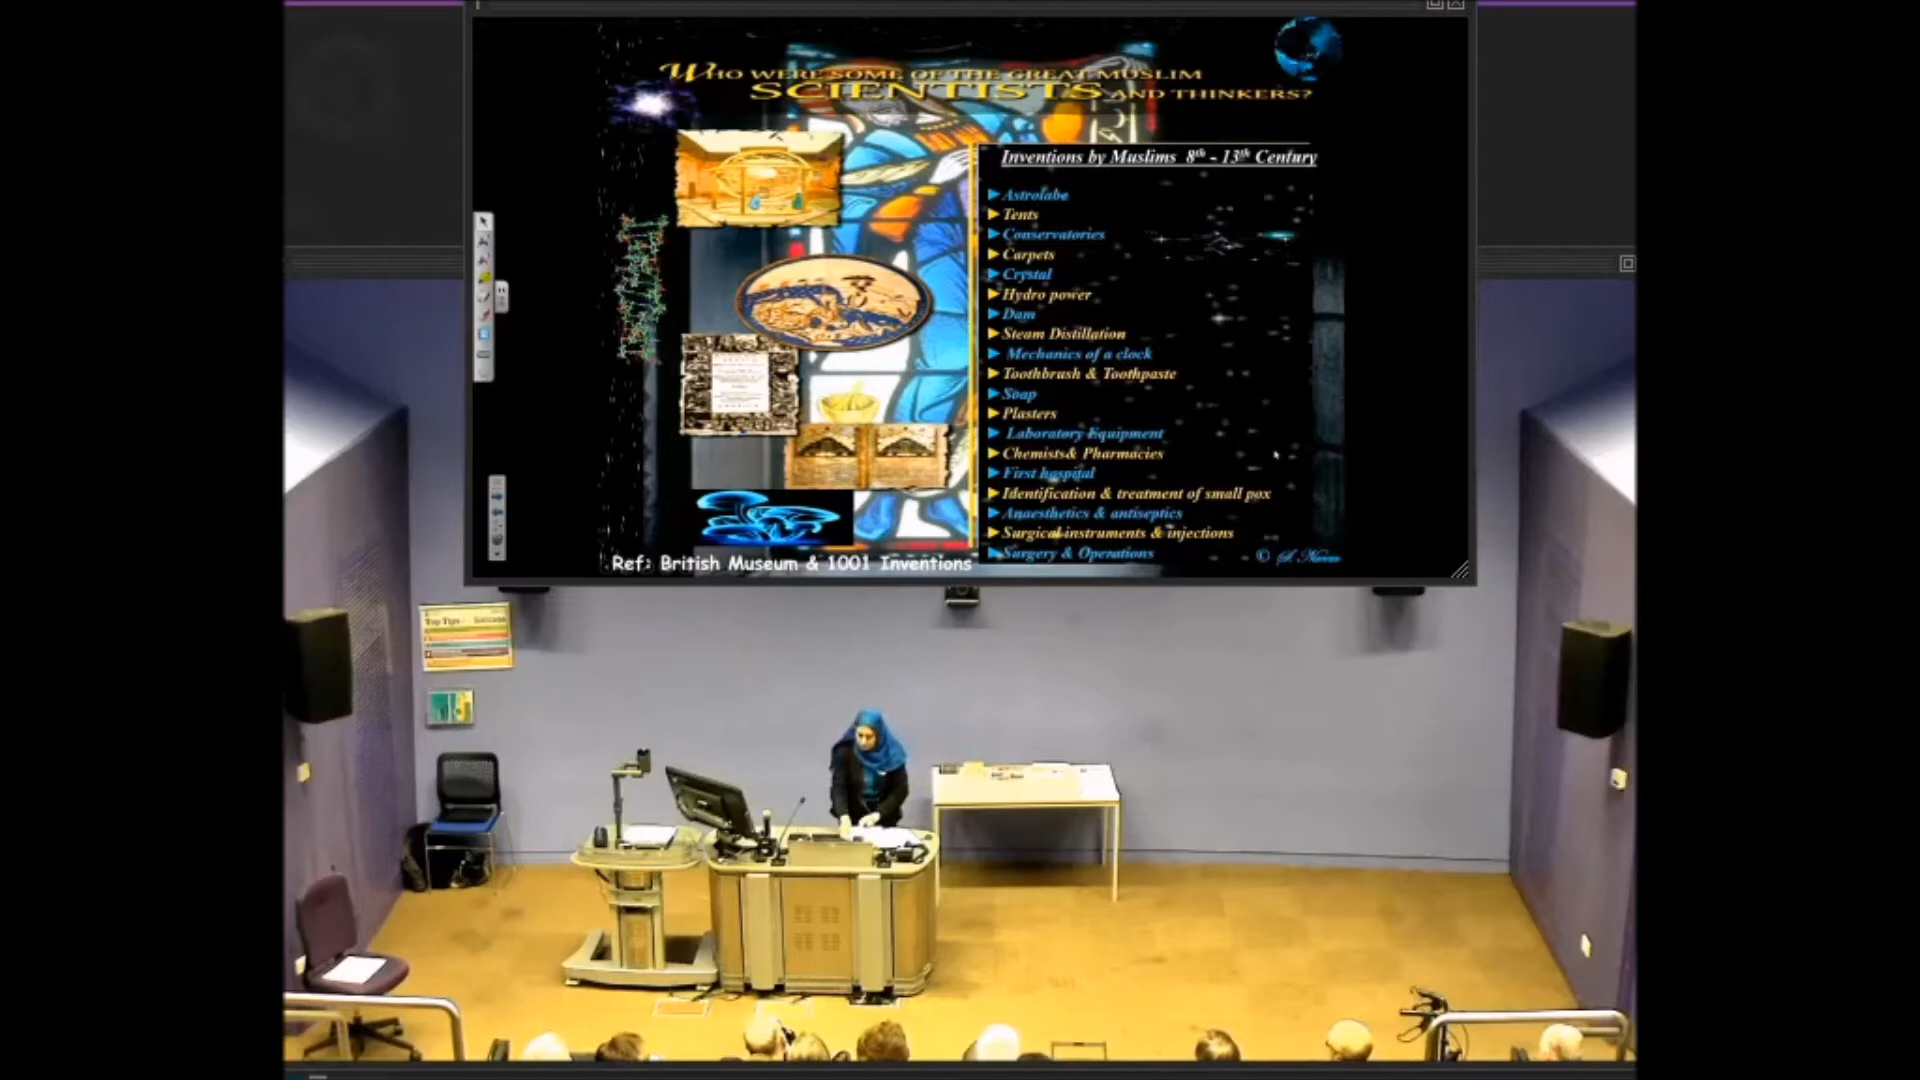 WHO WERE SOME OF THE GREAT MUSLIM
SCIENTISTS AND THINKERS?
Inventions by Muslims 8th - 13th Century
Astrolabe
Tents
Conservatories
Carpets
Crystal
Hydro power
Dam
Steam Distillation
Mechanics of a clock
Toothbrush & Toothpaste
Soap
Plasters
Laboratory Equipment
Chemists& Pharmacies
First hospital
Identification & treatment of small pox
Anaesthetics & antiseptics
Surgical instruments & injections
Surgery & Operations
Ref: British Museum & 1001 Inventions
Top Tips